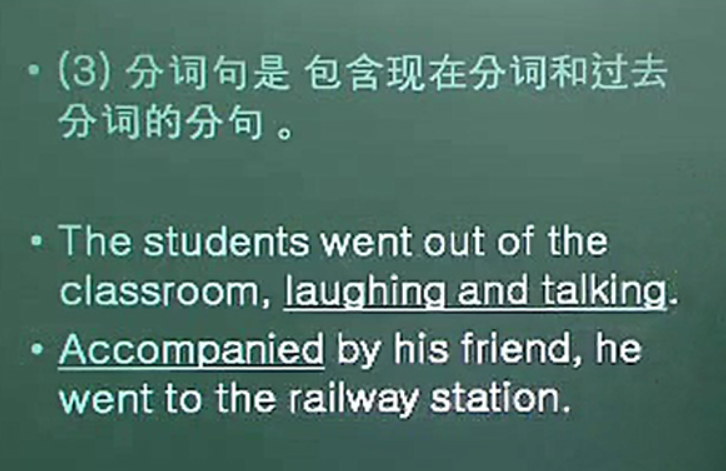 • (3) 分词句是 包含现在分词和过去
分词的分句 。
• The students went out of the
classroom, laughing and talking.
• Accompanied by his friend, he
went to the railway station.